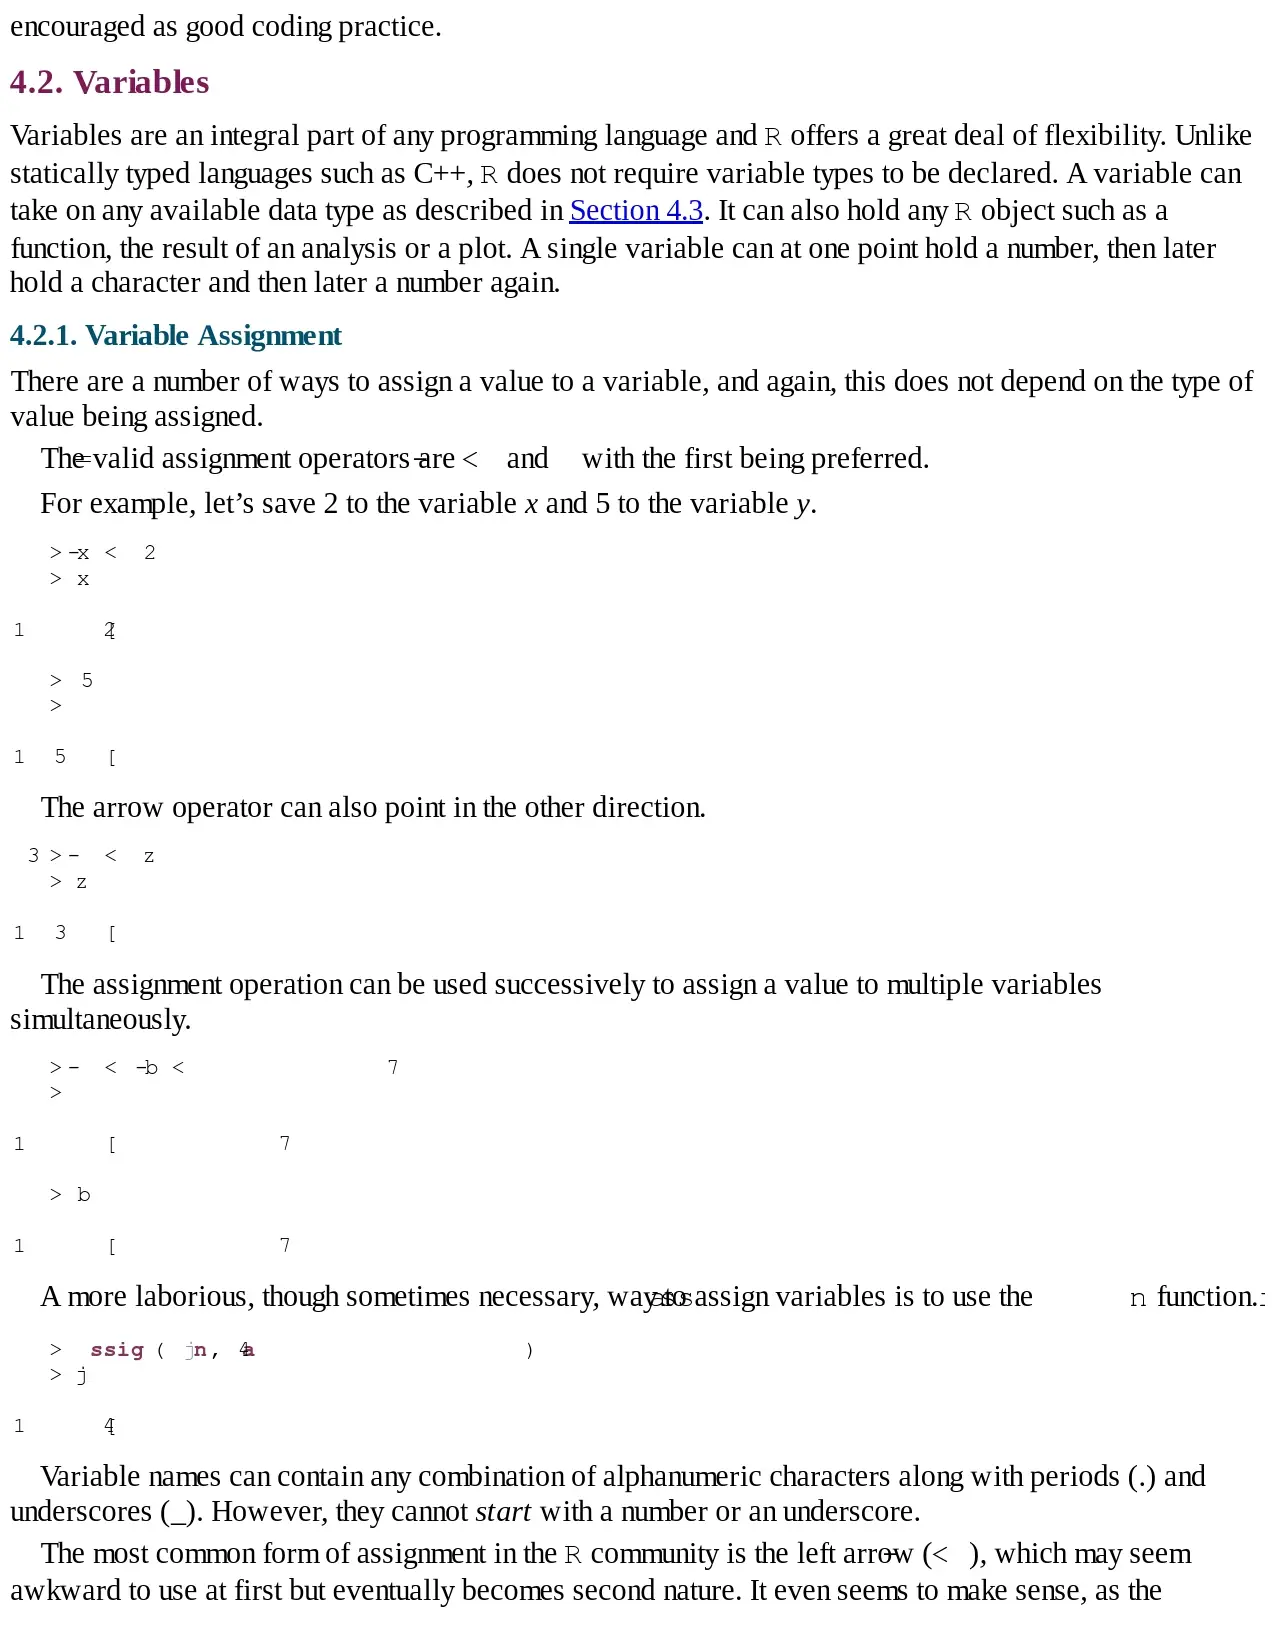 encouraged as good coding practice.
4.2. Variables
Variables are an integral part of any programming language and R offers a great deal of flexibility. Unlike
statically typed languages such as C++, R does not require variable types to be declared. A variable can
take on any available data type as described in Section 4.3. It can also hold any R object such as a
function, the result of an analysis or a plot. A single variable can at one point hold a number, then later
hold a character and then later a number again.
4.2.1. Variable Assignment
There are a number of ways to assign a value to a variable, and again, this does not depend on the type of
value being assigned.
The valid assignment operators are <- and = with the first being preferred.
For example, let’s save 2 to the variable x and 5 to the variable y.
> -x < 2
> x
1 2[
> 5
>
1 5 [
The arrow operator can also point in the other direction.
3 > - < z
> z
1 3 [
The assignment operation can be used successively to assign a value to multiple variables
simultaneously.
> - < -b < 7
>
1 [ 7
> b
1 [ 7
A more laborious, though sometimes necessary, way to assign variables is to use the n function.
> ssig ( jn, 4a )
> j
1 4[
Variable names can contain any combination of alphanumeric characters along with periods (.) and
underscores (_). However, they cannot start with a number or an underscore.
The most common form of assignment in the R community is the left arrow (<-), which may seem
awkward to use at first but eventually becomes second nature. It even seems to make sense, as the